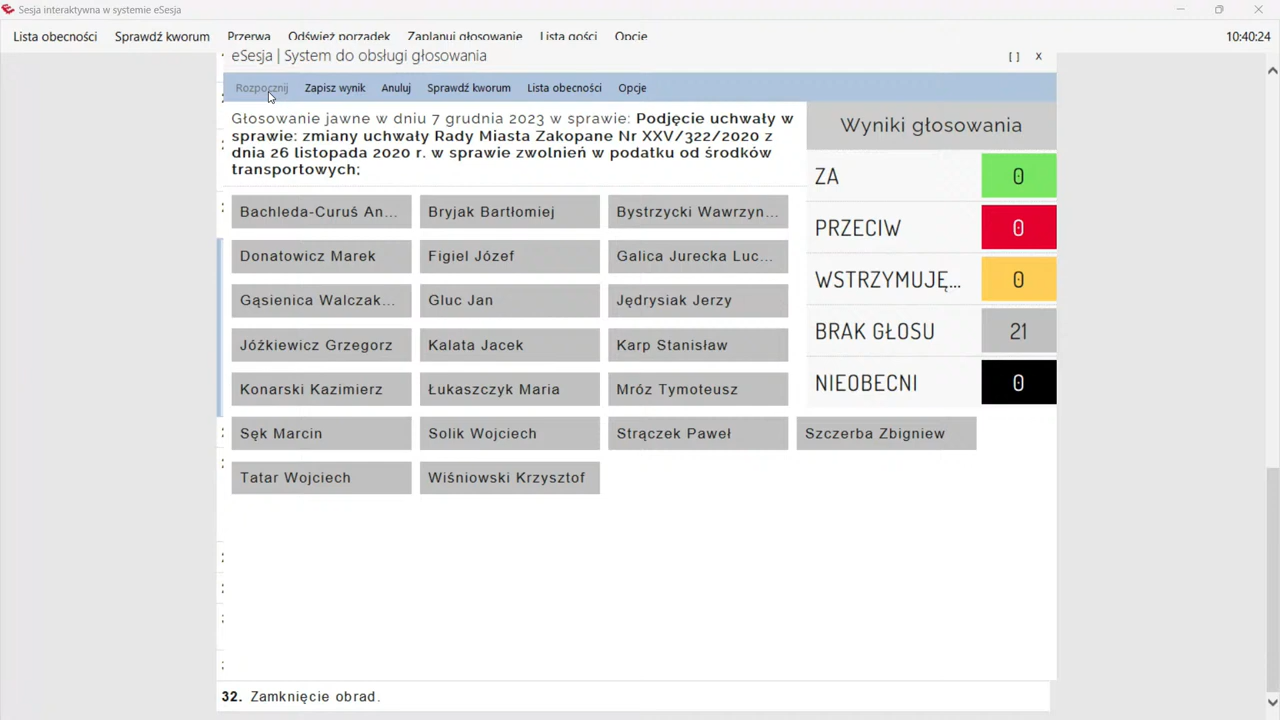 Sesja interaktywna w systemie eSesja
Lista obecności Sprawdź kworum Przerwa Odśwież porządek Zaplanuj głosowanie Lista gości Opcje 10:40:24
eSesja | System do obsługi głosowania [ ] x
Rozpocznij Zapisz wynik Anuluj Sprawdź kworum Lista obecności Opcje
Głosowanie jawne w dniu 7 grudnia 2023 w sprawie: Podjęcie uchwały w
sprawie: zmiany uchwały Rady Miasta Zakopane Nr XXV/322/2020 z
dnia 26 listopada 2020 r. w sprawie zwolnień w podatku od środków
transportowych;
Wyniki głosowania
ZA 0
PRZECIW 0
WSTRZYMUJĘ... 0
BRAK GŁOSU 21
NIEOBECNI 0
Bachleda-Curuś An... Bryjak Bartłomiej Bystrzycki Wawrzyn...
Donatowicz Marek Figiel Józef Galica Jurecka Luc...
Gąsienica Walczak... Gluc Jan Jędrysiak Jerzy
Jóżkiewicz Grzegorz Kalata Jacek Karp Stanisław
Konarski Kazimierz Łukaszczyk Maria Mróz Tymoteusz
Sęk Marcin Solik Wojciech Strączek Paweł Szczerba Zbigniew
Tatar Wojciech Wiśniowski Krzysztof
32. Zamknięcie obrad.